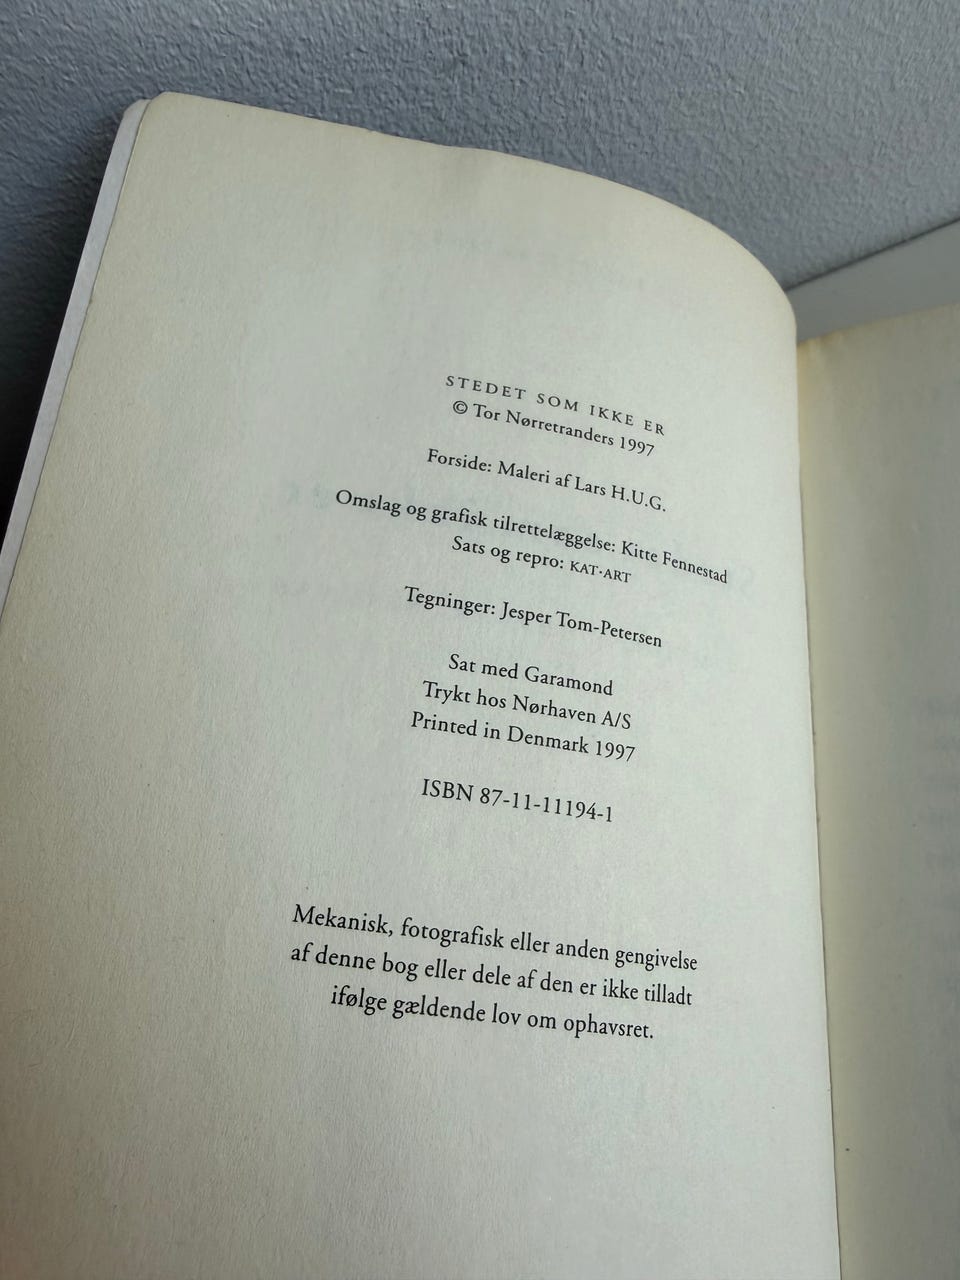 STEDET SOM IKKE ER
© Tor Nørretranders 1997
Forside: Maleri af Lars H.U.G.
Omslag og grafisk tilrettelæggelse: Kitte Fennestad
Sats og repro: KAT·ART
Tegninger: Jesper Tom-Petersen
Sat med Garamond
Trykt hos Nørhaven A/S
Printed in Denmark 1997
ISBN 87-11-11194-1
Mekanisk, fotografisk eller anden gengivelse
af denne bog eller dele af den er ikke tilladt
ifølge gældende lov om ophavsret.